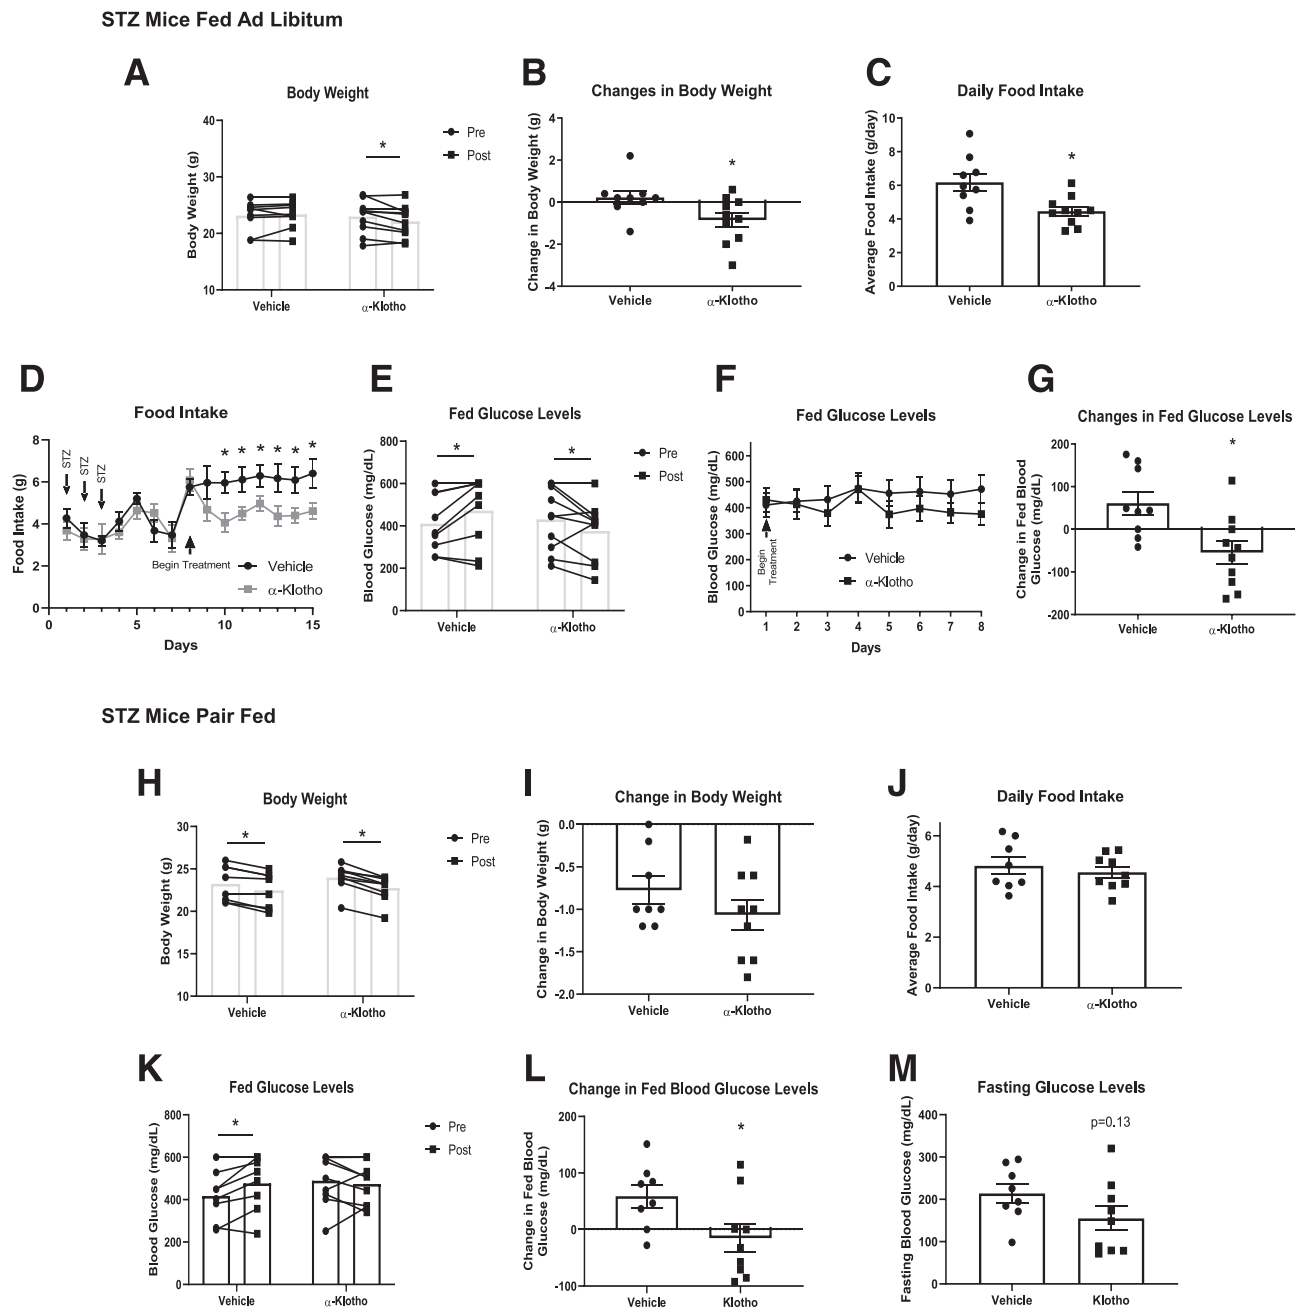 STZ Mice Fed Ad Libitum
A
Body Weight
Body Weight (g)
40
30
20
10
*
Pre
Post
Vehicle
α-Klotho
B
Changes in Body Weight
Change in Body Weight (g)
4
2
0
-2
-4
*
Vehicle
α-Klotho
C
Daily Food Intake
Average Food Intake (g/day)
10
8
6
4
2
0
*
Vehicle
α-Klotho
D
Food Intake
Food Intake (g)
8
6
4
2
0
STZ
STZ
STZ
* * * * * *
Begin Treatment
Vehicle
α-Klotho
0 5 10 15
Days
E
Fed Glucose Levels
Blood Glucose (mg/dL)
800
600
400
200
0
*
*
Pre
Post
Vehicle
α-Klotho
F
Fed Glucose Levels
Blood Glucose (mg/dL)
600
500
400
300
200
100
0
Begin
Treatment
Vehicle
α-Klotho
1 2 3 4 5 6 7 8
Days
G
Changes in Fed Glucose Levels
Change in Fed Blood
Glucose (mg/dL)
200
100
0
-100
-200
*
Vehicle
α-Klotho
STZ Mice Pair Fed
H
Body Weight
Body Weight (g)
30
25
20
15
10
*
*
Pre
Post
Vehicle
α-Klotho
I
Change in Body Weight
Change in Body Weight (g)
0.0
-0.5
-1.0
-1.5
-2.0
Vehicle
α-Klotho
J
Daily Food Intake
Average Food Intake (g/day)
6
4
2
0
Vehicle
α-Klotho
K
Fed Glucose Levels
Blood Glucose (mg/dL)
800
600
400
200
0
*
Pre
Post
Vehicle
α-Klotho
L
Change in Fed Blood Glucose Levels
Change in Fed Blood
Glucose (mg/dL)
200
100
0
-100
*
Vehicle
Klotho
M
Fasting Glucose Levels
Fasting Blood Glucose (mg/dL)
400
300
200
100
0
p=0.13
Vehicle
Klotho